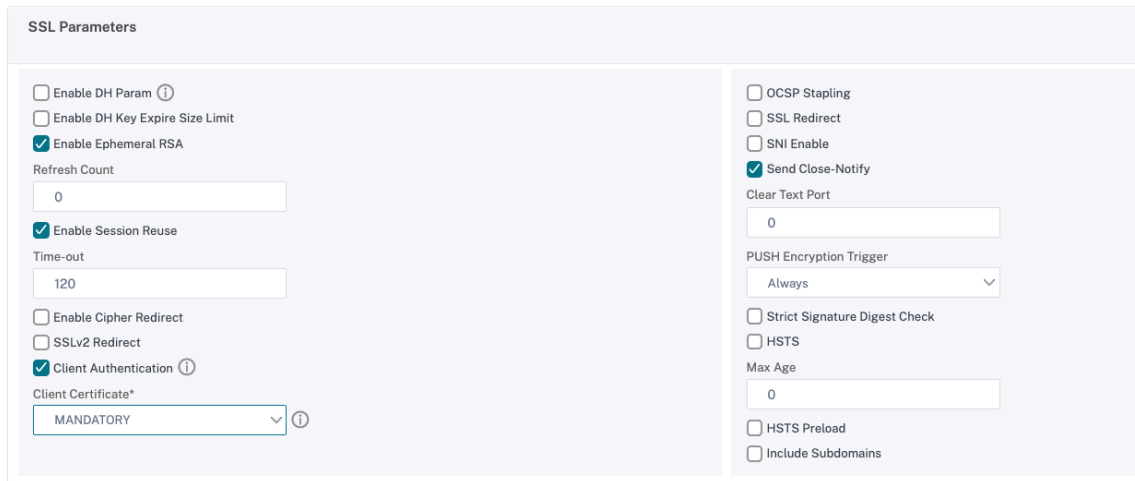 SSL Parameters
Enable DH Param
Enable DH Key Expire Size Limit
Enable Ephemeral RSA
Refresh Count
0
Enable Session Reuse
Time-out
120
Enable Cipher Redirect
SSLv2 Redirect
Client Authentication
Client Certificate*
MANDATORY
OCSP Stapling
SSL Redirect
SNI Enable
Send Close-Notify
Clear Text Port
0
PUSH Encryption Trigger
Always
Strict Signature Digest Check
HSTS
Max Age
0
HSTS Preload
Include Subdomains